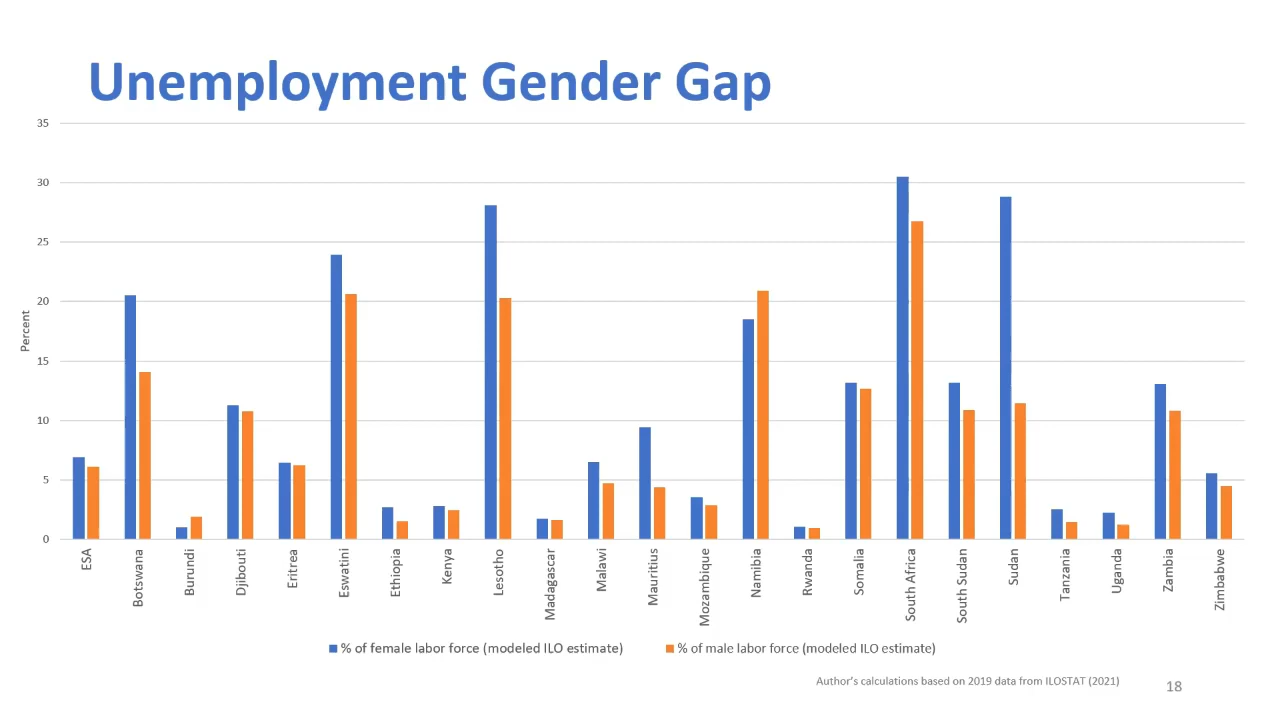 Unemployment Gender Gap
35
30
25
20
15
10
5
0
Percent
ESA
Botswana
Burundi
Djibouti
Eritrea
Eswatini
Ethiopia
Kenya
Lesotho
Madagascar
Malawi
Mauritius
Mozambique
Namibia
Rwanda
Somalia
South Africa
South Sudan
Sudan
Tanzania
Uganda
Zambia
Zimbabwe
% of female labor force (modeled ILO estimate)
% of male labor force (modeled ILO estimate)
Author's calculations based on 2019 data from ILOSTAT (2021)
18